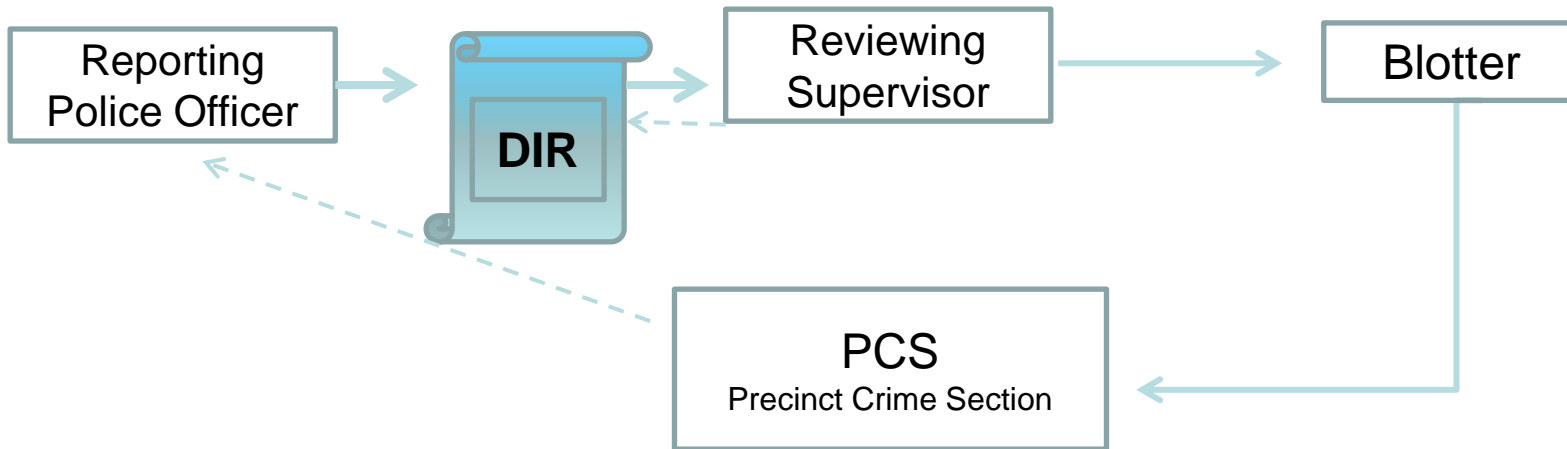 Reporting
Police Officer
DIR
Reviewing
Supervisor
Blotter
PCS
Precinct Crime Section